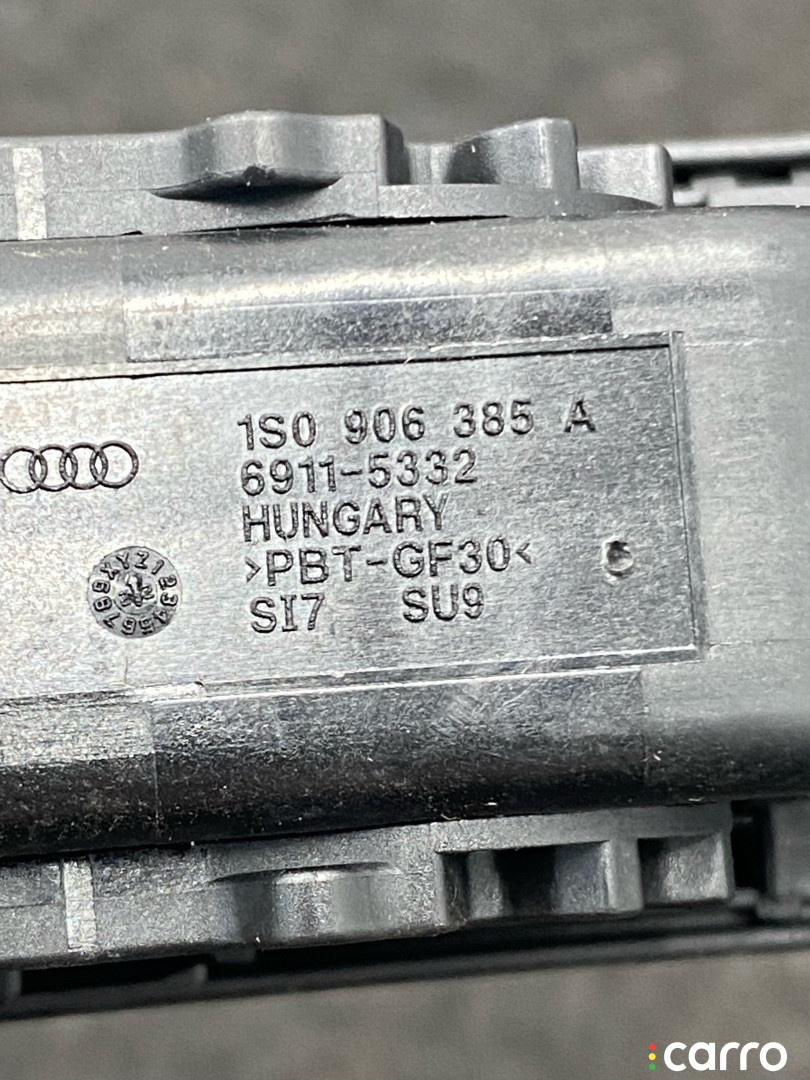 1S0 906 385 A
6911-5332
HUNGARY
>PBT-GF30<
SI7 SU9
carro